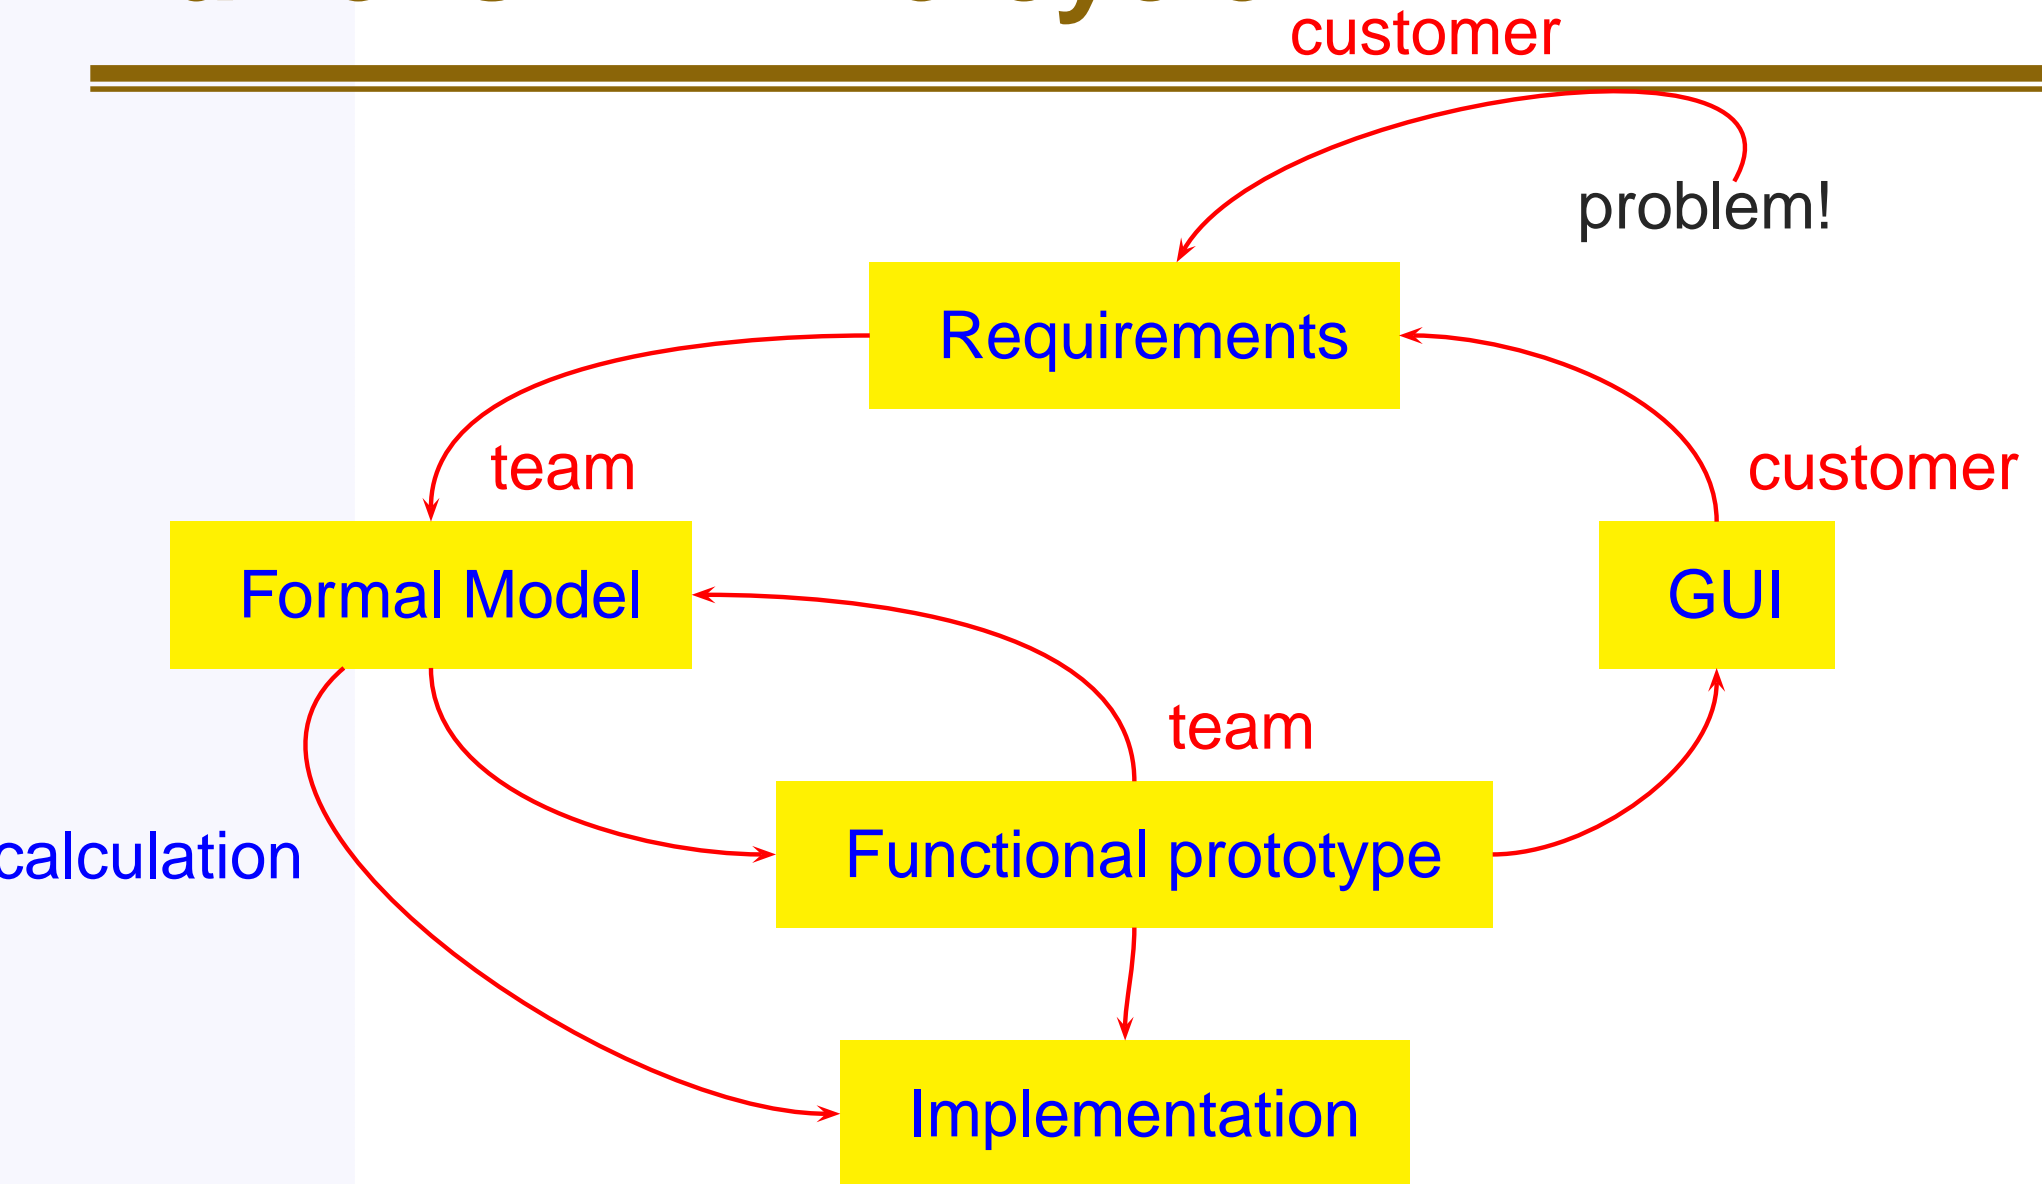 customer
problem!
Requirements
team
customer
Formal Model
GUI
team
calculation
Functional prototype
Implementation